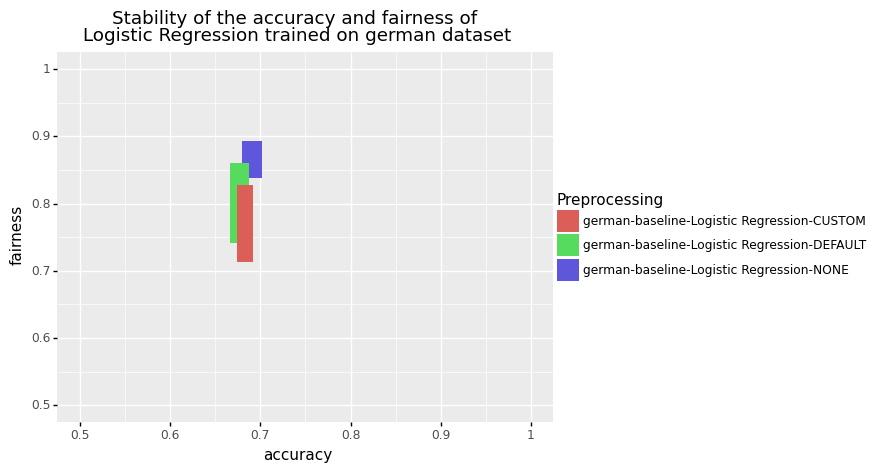 Stability of the accuracy and fairness of
Logistic Regression trained on german dataset
1
0.9
0.8
0.7
0.6
0.5
fairness
0.5 0.6 0.7 0.8 0.9 1
accuracy
Preprocessing
german-baseline-Logistic Regression-CUSTOM
german-baseline-Logistic Regression-DEFAULT
german-baseline-Logistic Regression-NONE